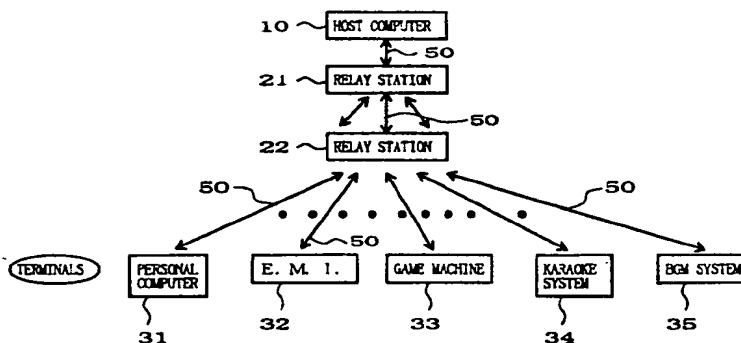 10 HOST COMPUTER
50
21 RELAY STATION
50
22 RELAY STATION
50 50
50
TERMINALS PERSONAL COMPUTER E. M. I. GAME MACHINE KARAOKE SYSTEM BGM SYSTEM
31 32 33 34 35